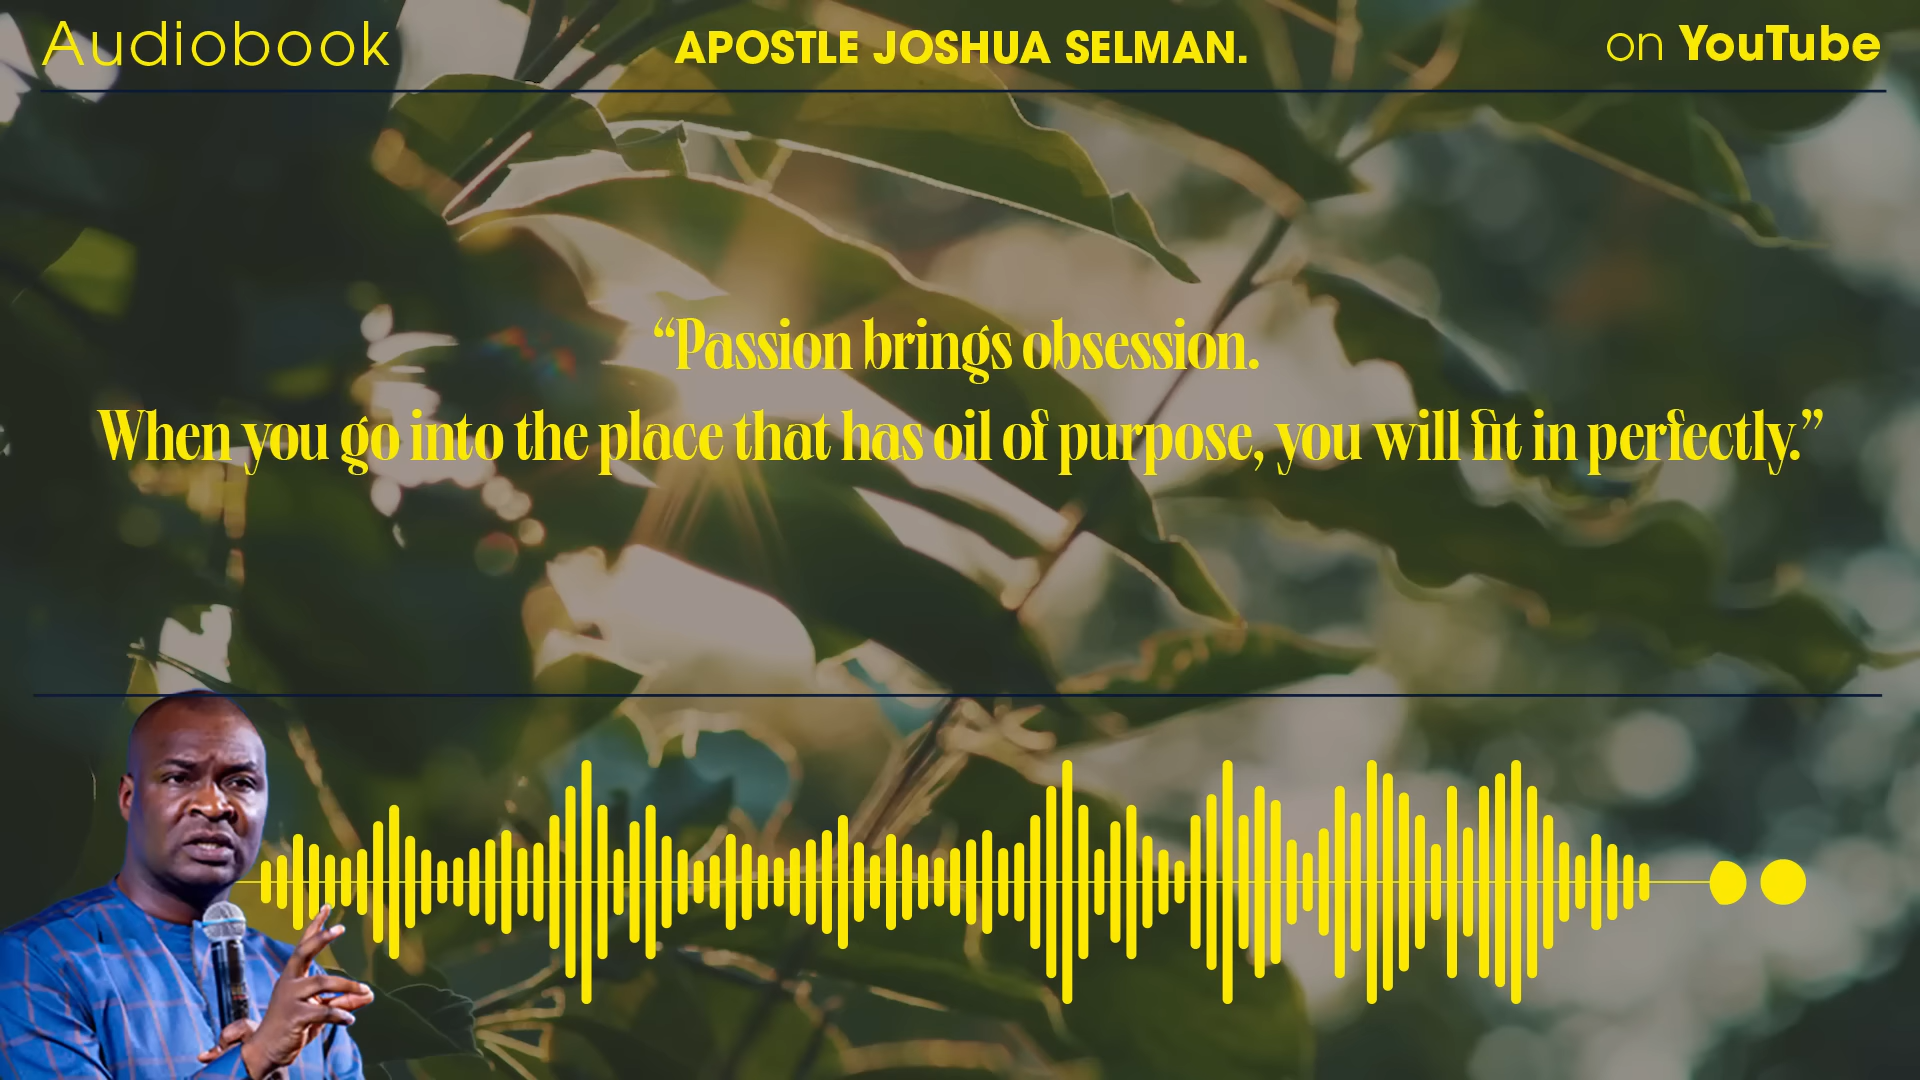 Audiobook
APOSTLE JOSHUA SELMAN.
on YouTube
“Passion brings obsession.
When you go into the place that has oil of purpose, you will fit in perfectly.”